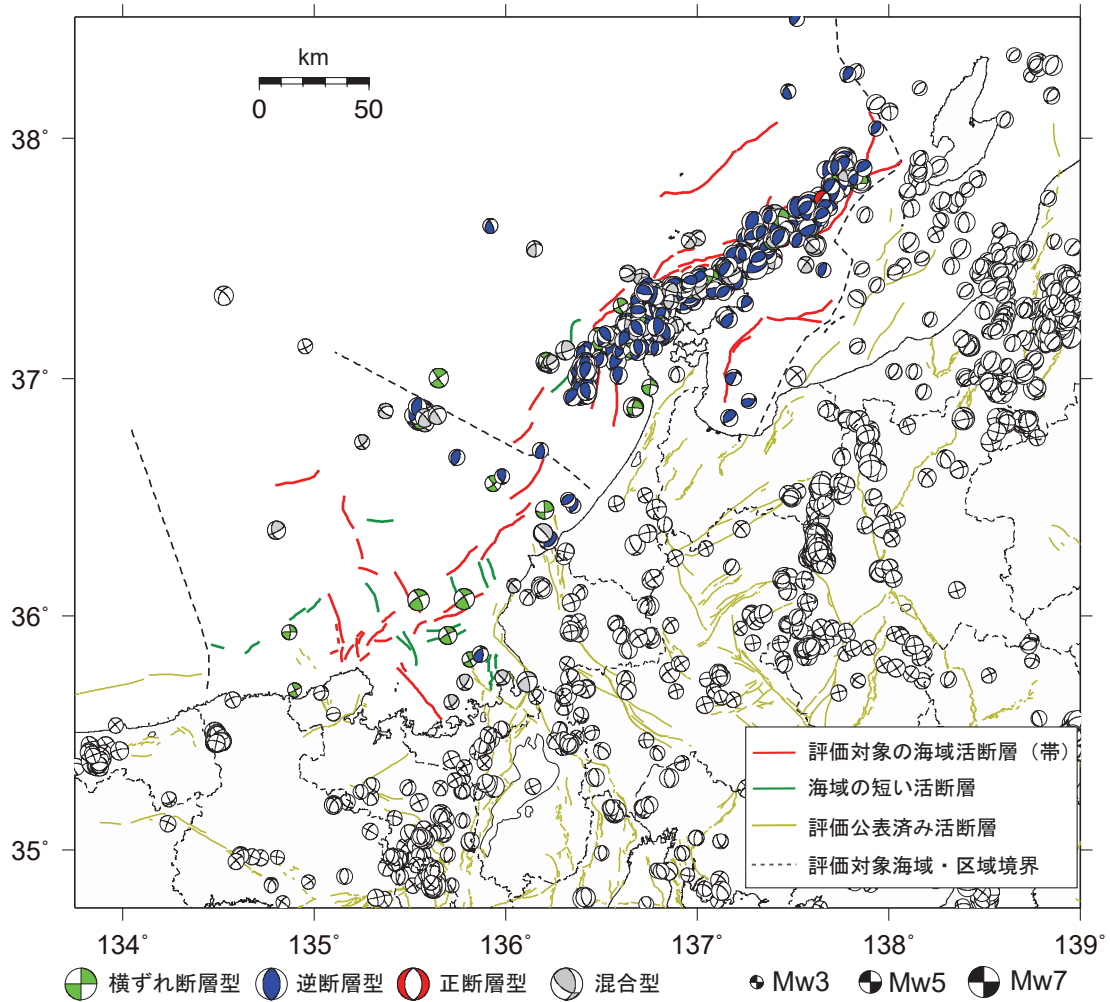 km
0 50
38°
37°
36°
35°
134° 135° 136° 137° 138° 139°
評価対象の海域活断層（帯）
海域の短い活断層
評価公表済み活断層
評価対象海域・区域境界
横ずれ断層型 逆断層型 正断層型 混合型 Mw3 Mw5 Mw7